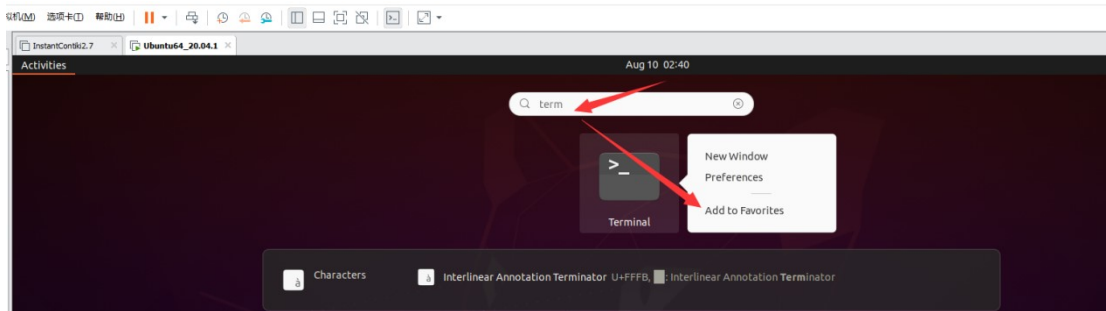 拟机(M) 选项卡(T) 帮助(H)
InstantContiki2.7 Ubuntu64_20.04.1
Activities Aug 10 02:40
term
New Window
Preferences
Add to Favorites
Terminal
Characters Interlinear Annotation Terminator U+FFFB, : Interlinear Annotation Terminator